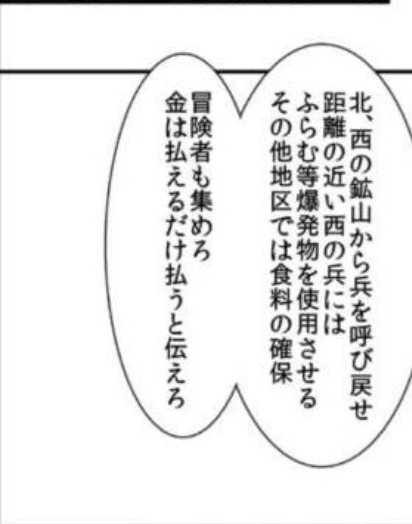 北、西の鉱山から兵を呼び戻せ
距離の近い西の兵には
ふらむ等爆発物を使用させる
その他地区では食料の確保
冒険者も集めろ
金は払えるだけ払うと伝えろ